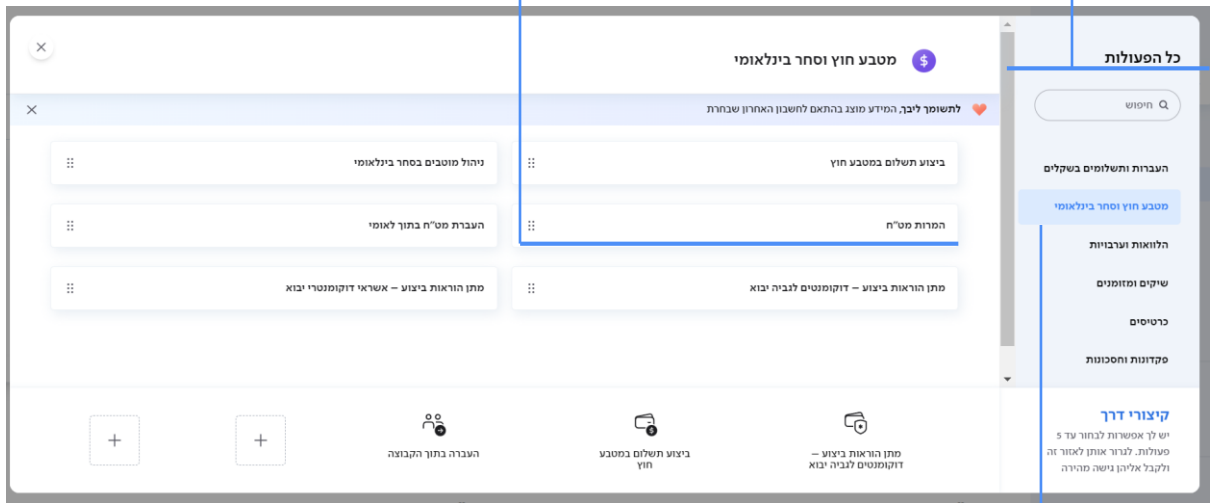 כל הפעולות
חיפוש
העברות ותשלומים בשקלים
מטבע חוץ וסחר בינלאומי
הלוואות וערבויות
שיקים ומזומנים
כרטיסים
פקדונות וחסכונות
קיצורי דרך
יש לך אפשרות לבחור עד 5
פעולות. לגרור אותן לאזור זה
ולקבל אליהן גישה מהירה
מטבע חוץ וסחר בינלאומי
לתשומך ליבך, המידע מוצג בהתאם לחשבון האחרון שבחרת
ביצוע תשלום במטבע חוץ
ניהול מוטבים בסחר בינלאומי
המרות מט"ח
העברת מט"ח בתוך לאומי
מתן הוראות ביצוע – דוקומנטים לגביה יבוא
מתן הוראות ביצוע – אשראי דוקומנטרי יבוא
מתן הוראות ביצוע –
דוקומנטים לגביה יבוא
ביצוע תשלום במטבע
חוץ
העברה בתוך הקבוצה